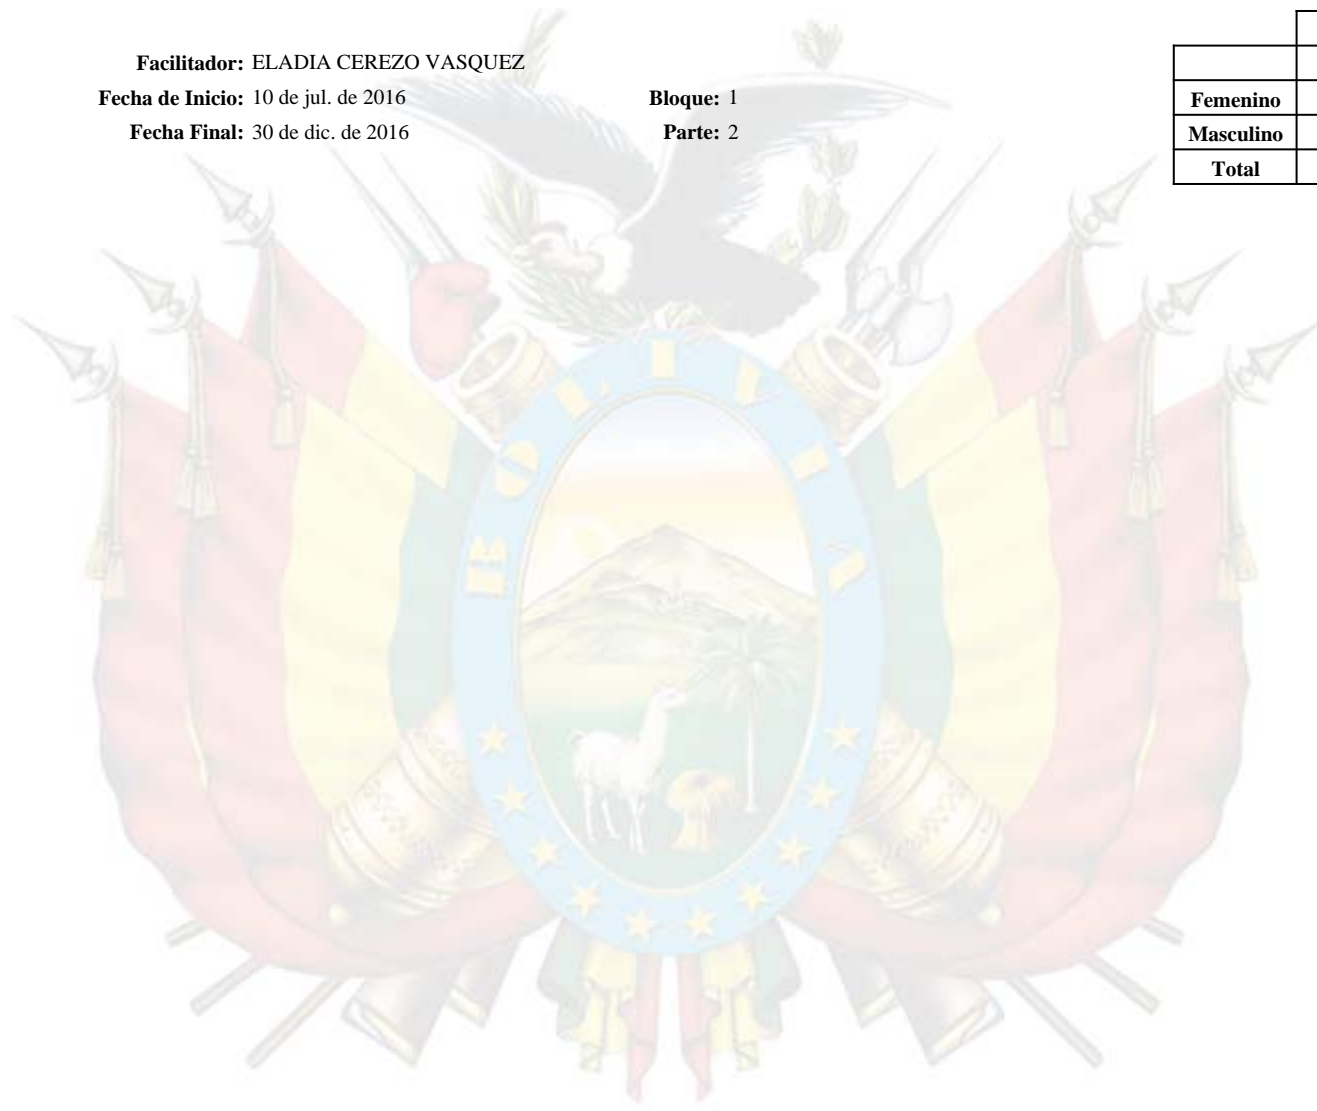 Facilitador: ELADIA CEREZO VASQUEZ
Fecha de Inicio: 10 de jul. de 2016
Bloque: 1
Fecha Final: 30 de dic. de 2016
Parte: 2
Femenino
Masculino
Total
BOLIVIA